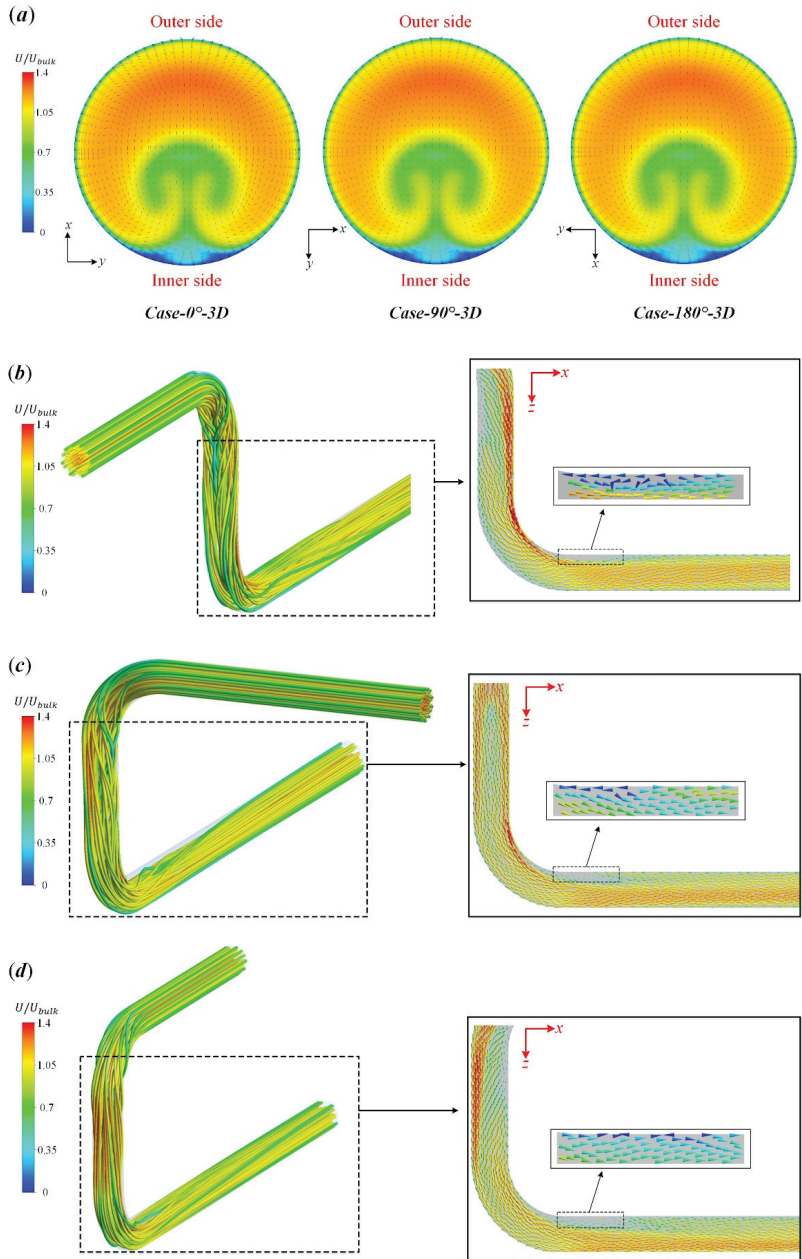 (a)
Outer side Outer side Outer side
U/U_bulk
1.4
1.05
0.7
0.35
0
x
y
x
y
y
x
Inner side Inner side Inner side
Case-0°-3D Case-90°-3D Case-180°-3D
(b)
U/U_bulk
1.4
1.05
0.7
0.35
0
x
z
(c)
U/U_bulk
1.4
1.05
0.7
0.35
0
x
z
(d)
U/U_bulk
1.4
1.05
0.7
0.35
0
x
z